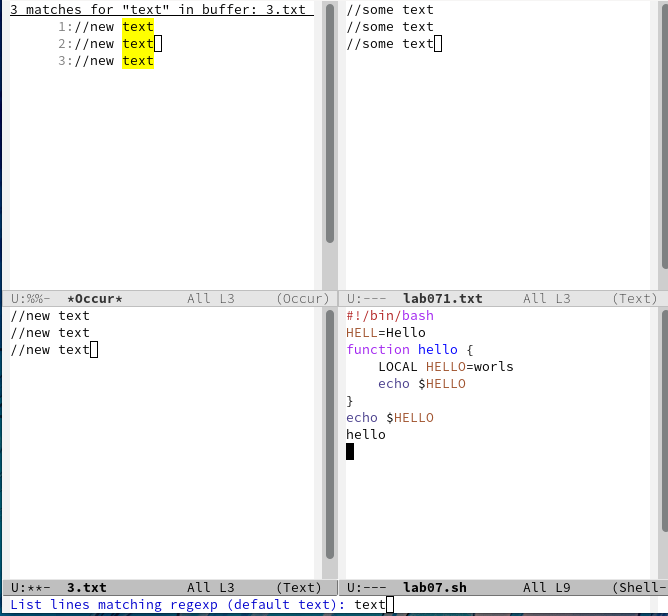 3 matches for "text" in buffer: 3.txt
1://new text
2://new text
3://new text
U:%%-  *Occur*        All L3     (Occur)
//some text
//some text
//some text
U:---  lab071.txt     All L3     (Text)
//new text
//new text
//new text
U:**-  3.txt          All L3     (Text)
#!/bin/bash
HELL=Hello
function hello {
    LOCAL HELLO=worls
    echo $HELLO
}
echo $HELLO
hello
U:---  lab07.sh       All L9     (Shell-
List lines matching regexp (default text): text